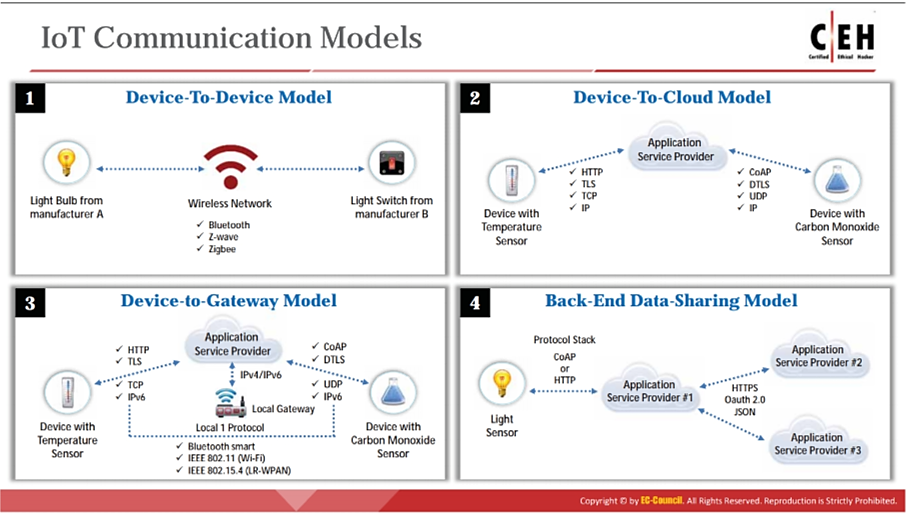 IoT Communication Models
CEH
Certified Ethical Hacker
1
Device-To-Device Model
Light Bulb from
manufacturer A
Wireless Network
✓ Bluetooth
✓ Z-wave
✓ Zigbee
Light Switch from
manufacturer B
2
Device-To-Cloud Model
Application
Service Provider
✓ HTTP
✓ TLS
✓ TCP
✓ IP
✓ CoAP
✓ DTLS
✓ UDP
✓ IP
Device with
Temperature
Sensor
Device with
Carbon Monoxide
Sensor
3
Device-to-Gateway Model
Application
Service Provider
✓ HTTP
✓ TLS
✓ TCP
✓ IPv6
IPv4/IPv6
✓ CoAP
✓ DTLS
✓ UDP
✓ IPv6
Local Gateway
Local 1 Protocol
Device with
Temperature
Sensor
✓ Bluetooth smart
✓ IEEE 802.11 (Wi-Fi)
✓ IEEE 802.15.4 (LR-WPAN)
Device with
Carbon Monoxide
Sensor
4
Back-End Data-Sharing Model
Protocol Stack
CoAP
or
HTTP
Light
Sensor
Application
Service Provider #1
HTTPS
Oauth 2.0
JSON
Application
Service Provider #2
Application
Service Provider #3
Copyright © by EC-Council. All Rights Reserved. Reproduction is Strictly Prohibited.